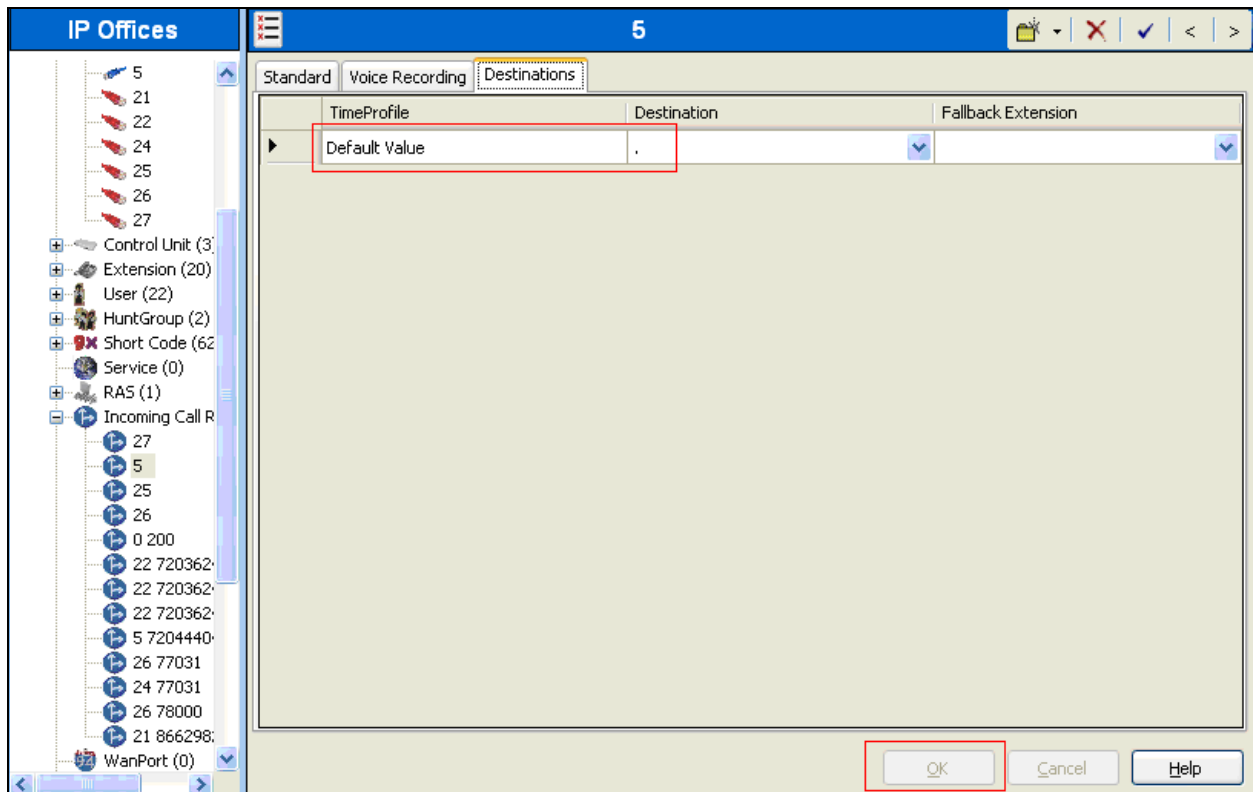 IP Offices
5
21
22
24
25
26
27
Control Unit (3)
Extension (20)
User (22)
HuntGroup (2)
Short Code (62
Service (0)
RAS (1)
Incoming Call R
27
5
25
26
0 200
22 720362
22 720362
22 720362
5 7204440
26 77031
24 77031
26 78000
21 866298
WanPort (0)
5
< >
Standard Voice Recording Destinations
TimeProfile Destination Fallback Extension
Default Value .
OK Cancel Help